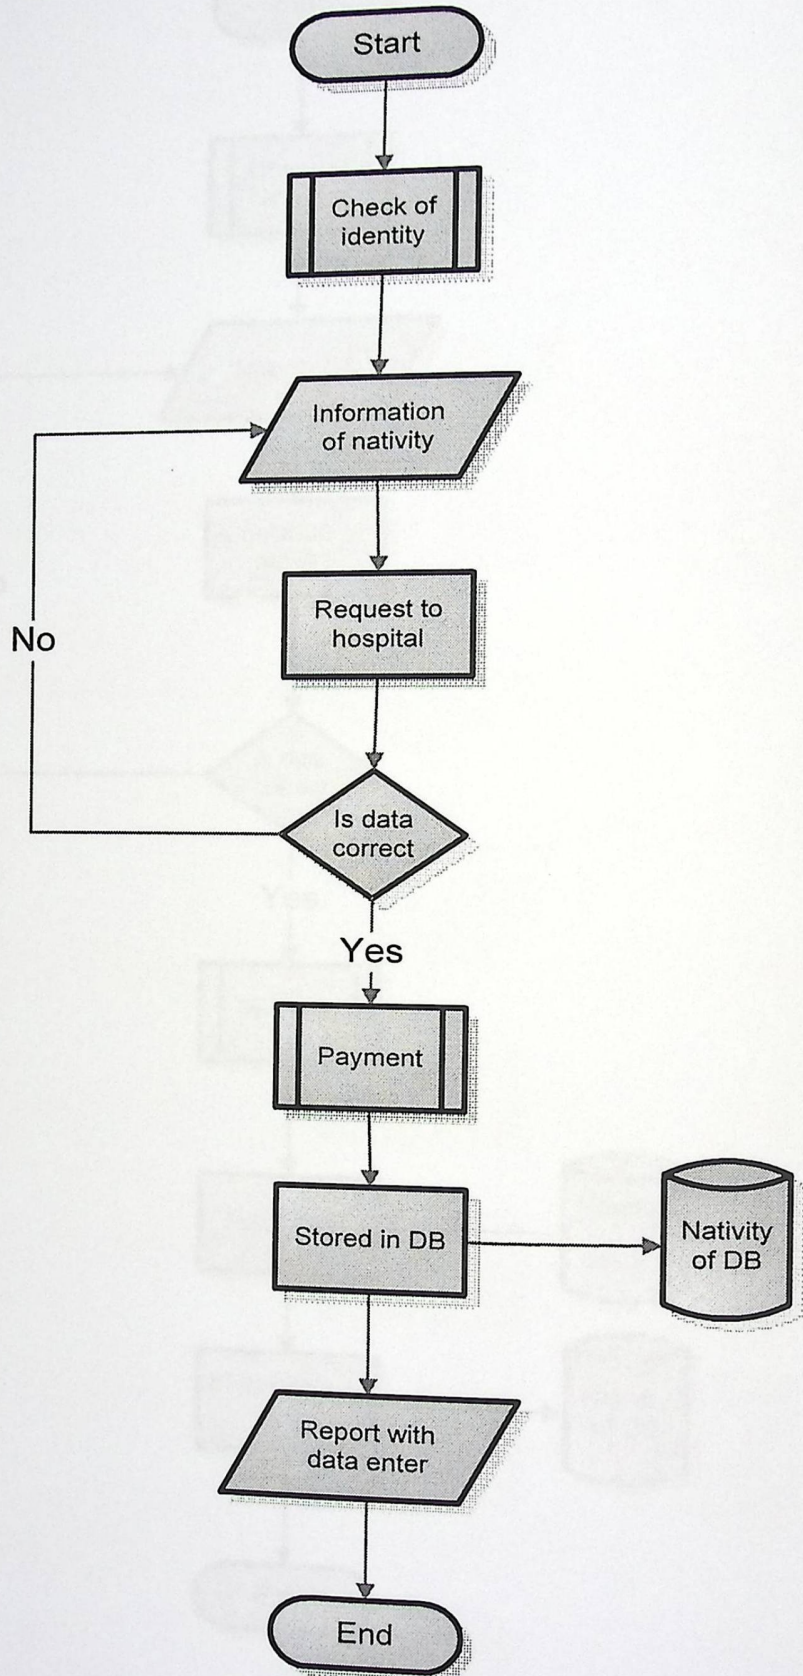 Start
Check of
identity
Information
of nativity
Request to
hospital
No
Is data
correct
Yes
Payment
Stored in DB
Nativity
of DB
Report with
data enter
End